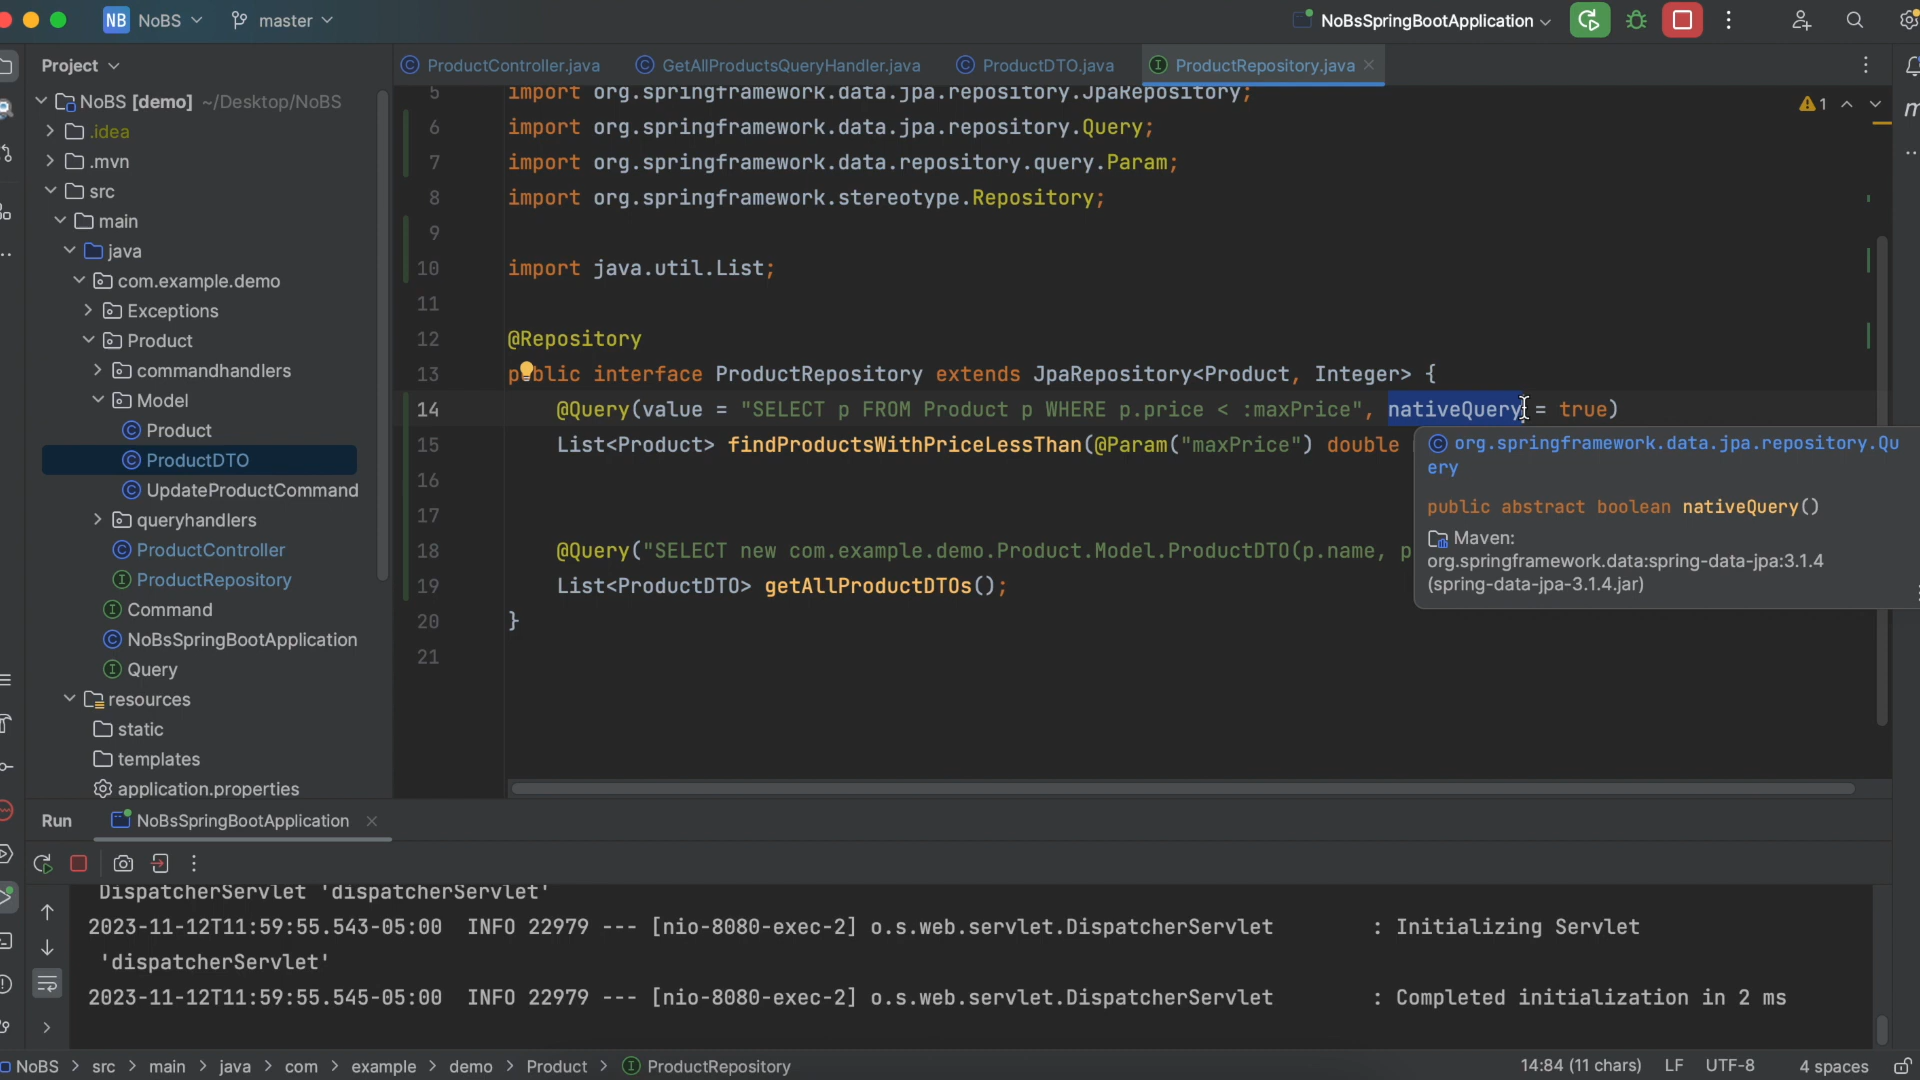 NB NoBS master NoBsSpringBootApplication
Project
ProductController.java GetAllProductsQueryHandler.java ProductDTO.java ProductRepository.java
NoBS [demo] ~/Desktop/NoBS
.idea
.mvn
src
main
java
com.example.demo
Exceptions
Product
commandhandlers
Model
Product
ProductDTO
UpdateProductCommand
queryhandlers
ProductController
ProductRepository
Command
NoBsSpringBootApplication
Query
resources
static
templates
application.properties
1
5 import org.springframework.data.jpa.repository.JpaRepository;
6 import org.springframework.data.jpa.repository.Query;
7 import org.springframework.data.repository.query.Param;
8 import org.springframework.stereotype.Repository;
9
10 import java.util.List;
11
12 @Repository
13 public interface ProductRepository extends JpaRepository<Product, Integer> {
14 @Query(value = "SELECT p FROM Product p WHERE p.price < :maxPrice", nativeQuery = true)
15 List<Product> findProductsWithPriceLessThan(@Param("maxPrice") double
16
17
18 @Query("SELECT new com.example.demo.Product.Model.ProductDTO(p.name, p
19 List<ProductDTO> getAllProductDTOs();
20 }
21
org.springframework.data.jpa.repository.Qu
ery
public abstract boolean nativeQuery()
Maven:
org.springframework.data:spring-data-jpa:3.1.4
(spring-data-jpa-3.1.4.jar)
Run NoBsSpringBootApplication
DispatcherServlet 'dispatcherServlet'
2023-11-12T11:59:55.543-05:00 INFO 22979 --- [nio-8080-exec-2] o.s.web.servlet.DispatcherServlet : Initializing Servlet
'dispatcherServlet'
2023-11-12T11:59:55.545-05:00 INFO 22979 --- [nio-8080-exec-2] o.s.web.servlet.DispatcherServlet : Completed initialization in 2 ms
NoBS > src > main > java > com > example > demo > Product > ProductRepository 14:84 (11 chars) LF UTF-8 4 spaces